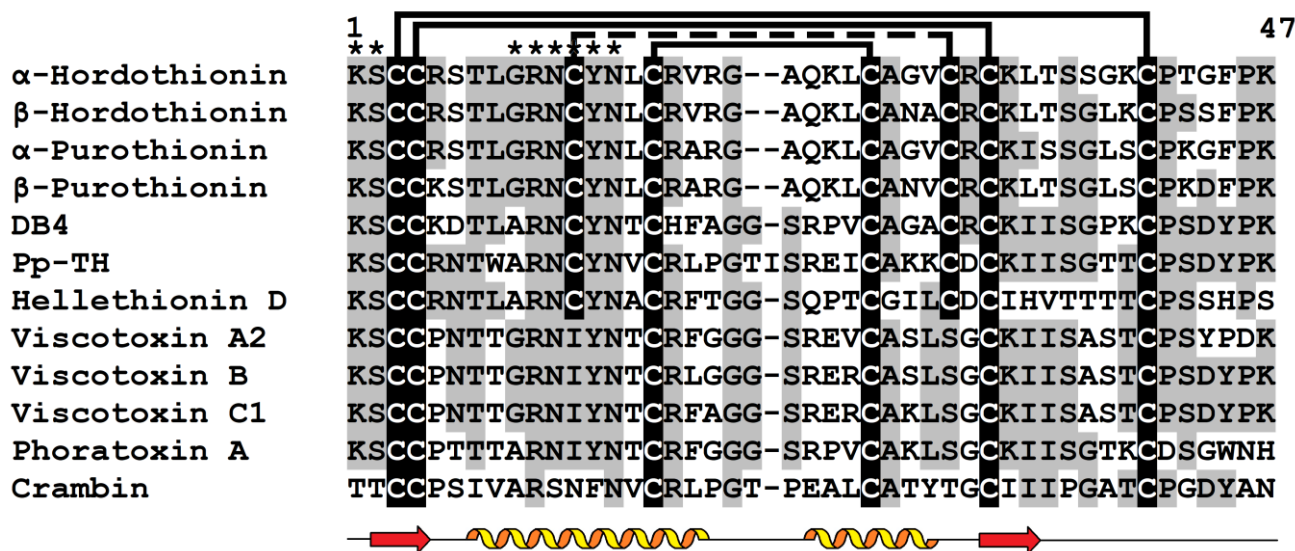 1 47
** ******
α-Hordothionin KSCCRSTLGRNCYNLCRVRG--AQKLCAGVCRCKLTSSGKCPTGFPK
β-Hordothionin KSCCRSTLGRNCYNLCRVRG--AQKLCANACRCKLTSGLKCPSSFPK
α-Purothionin KSCCRSTLGRNCYNLCRARG--AQKLCAGVCRCKISSGLSCPKGFPK
β-Purothionin KSCCKSTLGRNCYNLCRARG--AQKLCANVCRCKLTSGLSCPKDFPK
DB4 KSCCKDTLARNCYNTCHFAGG-SRPVCAGACRCKIISGPKCPSDYPK
Pp-TH KSCCRNTWARNCYNVCRLPGTISREICAKKCDCKIISGTTCPSDYPK
Hellethionin D KSCCRNTLARNCYNACRFTGG-SQPTCGILCDCIHVTTTTCPSSHPS
Viscotoxin A2 KSCCPNTTGRNIYNTCRFGGG-SREVCASLSGCKIISASTCPSYPDK
Viscotoxin B KSCCPNTTGRNIYNTCRLGGG-SRERCASLSGCKIISASTCPSDYPK
Viscotoxin C1 KSCCPNTTGRNIYNTCRFAGG-SRERCAKLSGCKIISASTCPSDYPK
Phoratoxin A KSCCPTTTARNIYNTCRFGGG-SRPVCAKLSGCKIISGTKCDSGWNH
Crambin TTCCPSIVARSNFNVCRLPGT-PEALCATYTGCIIIPGATCPGDYAN